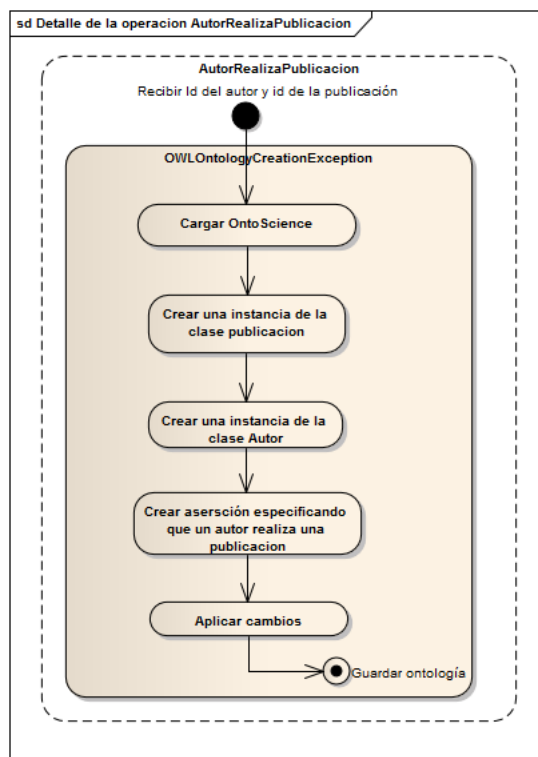 sd Detalle de la operacion AutorRealizaPublicacion
AutorRealizaPublicacion
Recibir Id del autor y id de la publicación
OWLOntologyCreationException
Cargar OntoScience
Crear una instancia de la
clase publicacion
Crear una instancia de la
clase Autor
Crear aserción especificando
que un autor realiza una
publicacion
Aplicar cambios
Guardar ontología